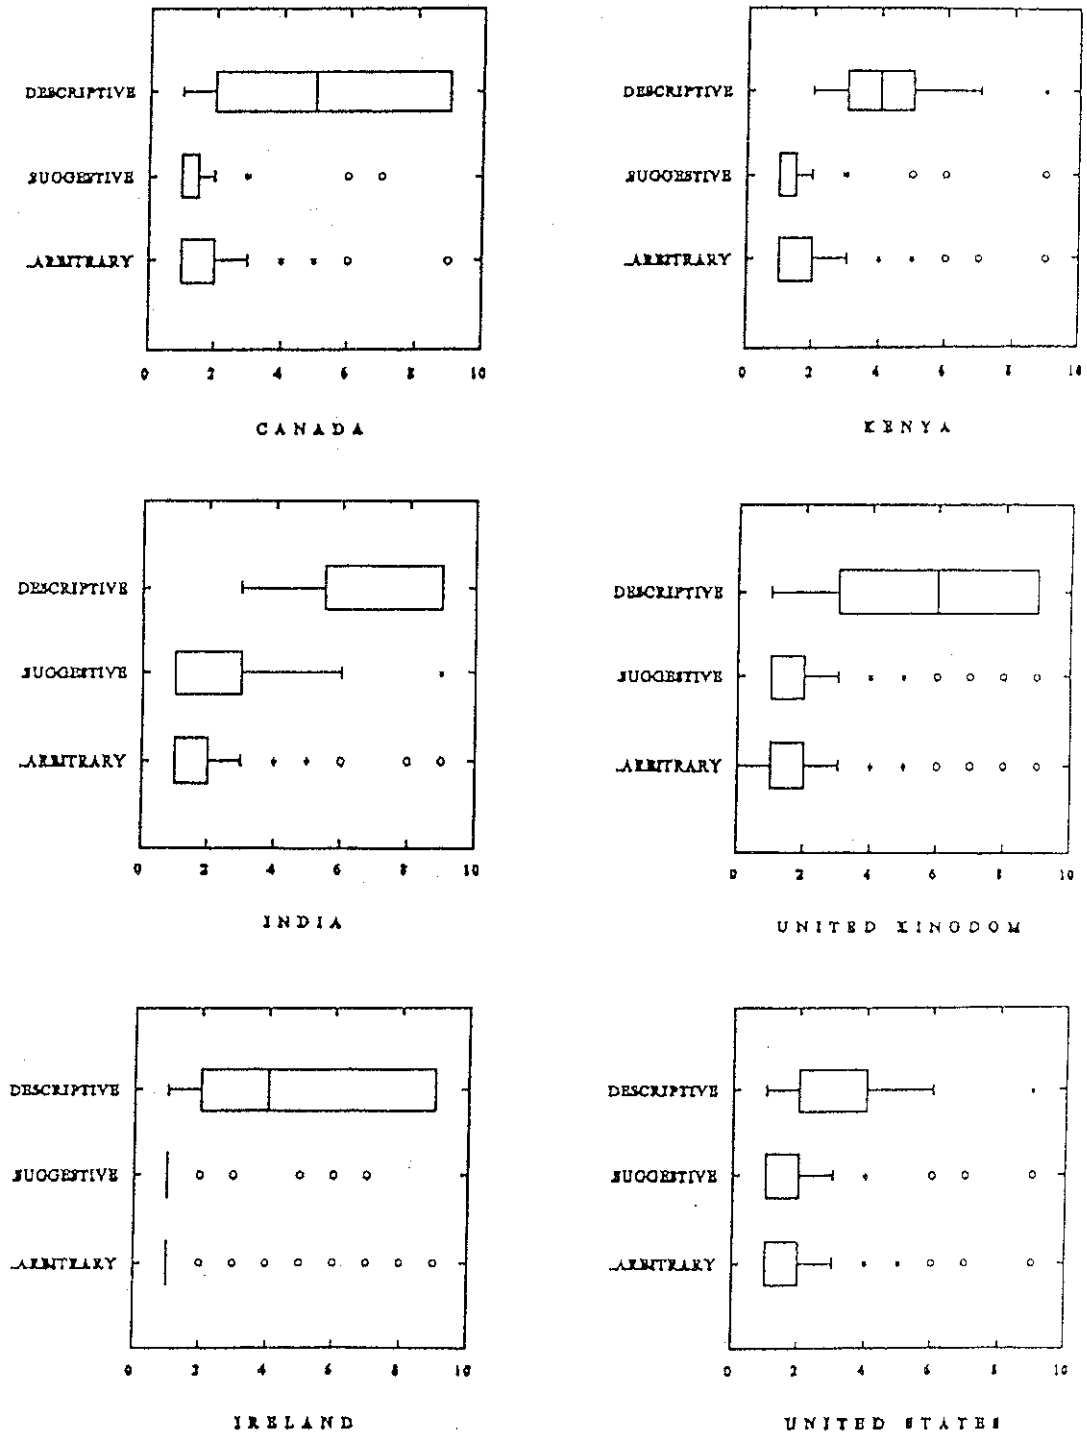 DESCRIPTIVE
SUGGESTIVE
ARBITRARY
0 2 4 6 8 10
CANADA
DESCRIPTIVE
SUGGESTIVE
ARBITRARY
0 2 4 6 8 10
KENYA
DESCRIPTIVE
SUGGESTIVE
ARBITRARY
0 2 4 6 8 10
INDIA
DESCRIPTIVE
SUGGESTIVE
ARBITRARY
0 2 4 6 8 10
UNITED KINGDOM
DESCRIPTIVE
SUGGESTIVE
ARBITRARY
0 2 4 6 8 10
IRELAND
DESCRIPTIVE
SUGGESTIVE
ARBITRARY
0 2 4 6 8 10
UNITED STATES